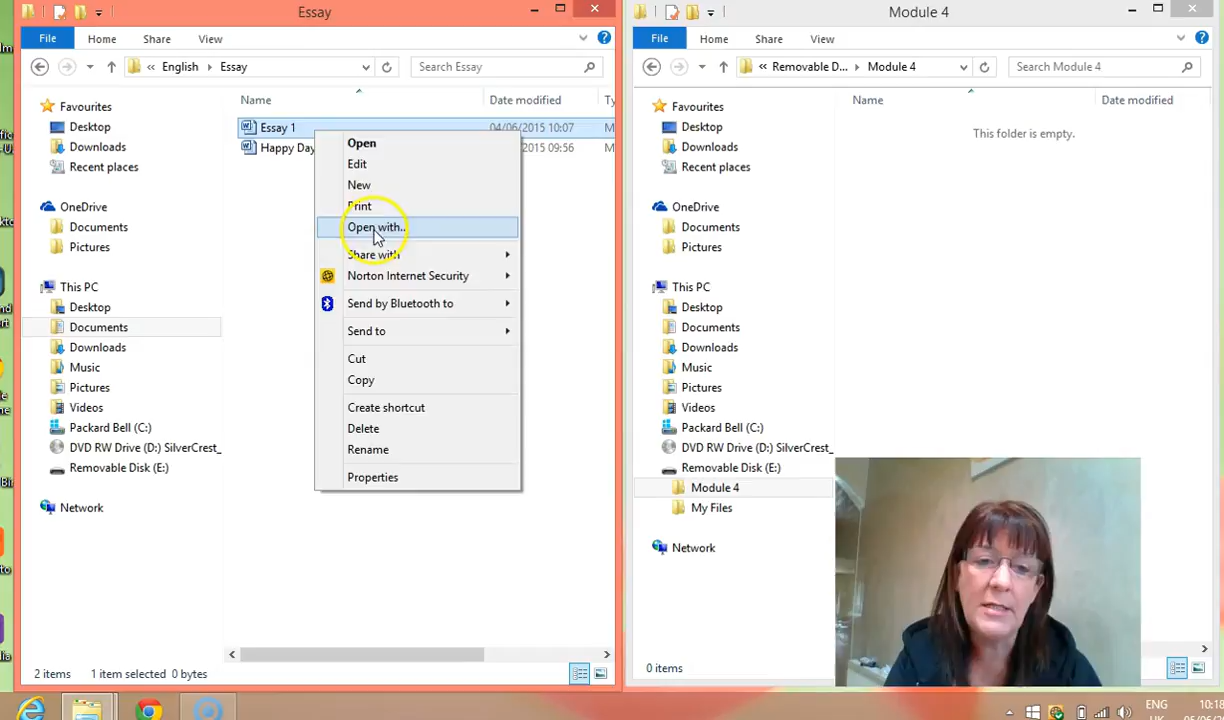 Essay
File
Home
Share
View
English
Essay
Search Essay
Name
Date modified
Ty
Essay 1
04/06/2015 10:07
M
Happy Day
2015 09:56
M
Favourites
Desktop
Downloads
Recent places
OneDrive
Documents
Pictures
This PC
Desktop
Documents
Downloads
Music
Pictures
Videos
Packard Bell (C:)
DVD RW Drive (D:) SilverCrest_
Removable Disk (E:)
Network
Open
Edit
New
Print
Open with...
Share with
Norton Internet Security
Send by Bluetooth to
Send to
Cut
Copy
Create shortcut
Delete
Rename
Properties
2 items
1 item selected 0 bytes
Module 4
File
Home
Share
View
Removable D...
Module 4
Search Module 4
Name
Date modified
This folder is empty.
Favourites
Desktop
Downloads
Recent places
OneDrive
Documents
Pictures
This PC
Desktop
Documents
Downloads
Music
Pictures
Videos
Packard Bell (C:)
DVD RW Drive (D:) SilverCrest_
Removable Disk (E:)
Module 4
My Files
Network
0 items
ENG
10:18